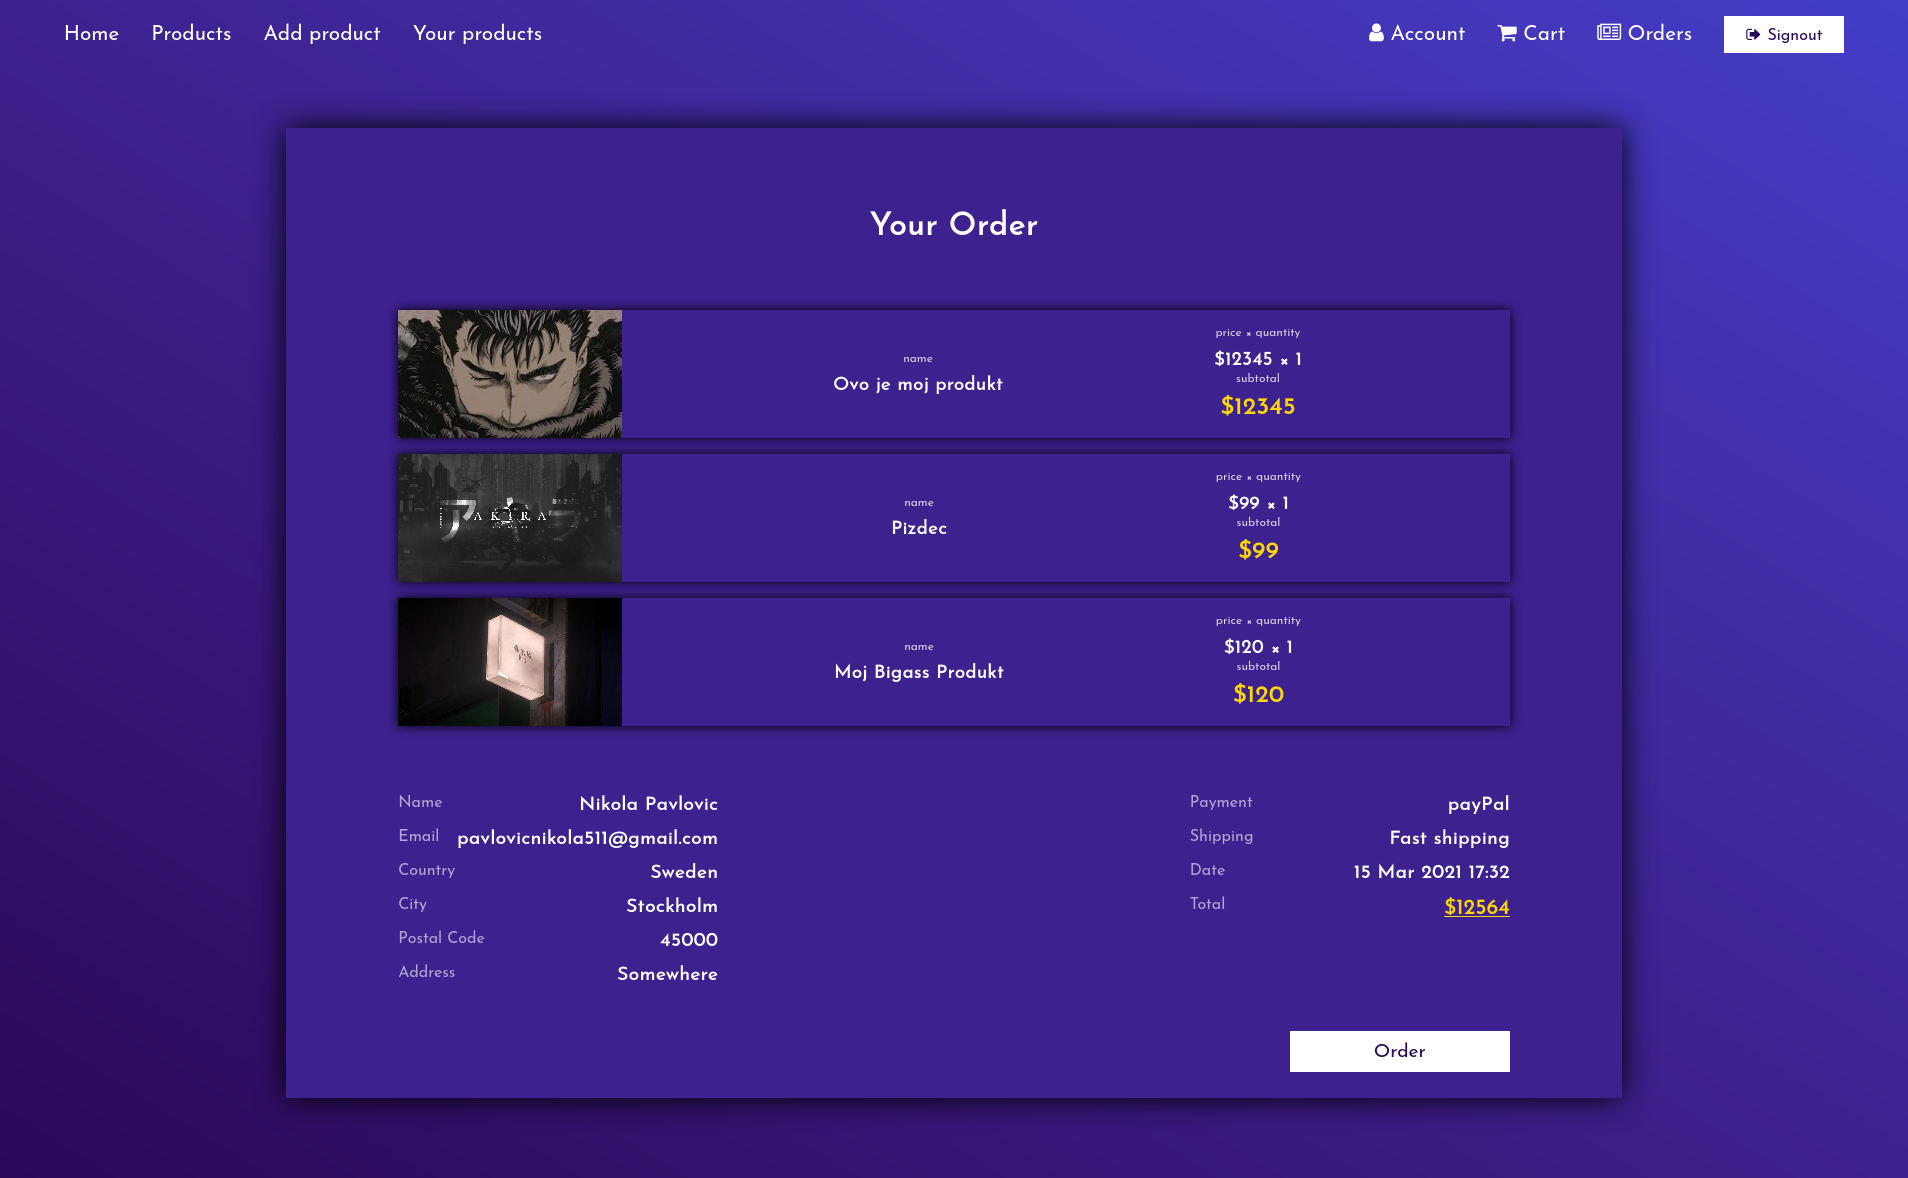 Home Products Add product Your products Account Cart Orders Signout
Your Order
name
Ovo je moj produkt
price × quantity
$12345 × 1
subtotal
$12345
アキラ
AKIRA
name
Pizdec
price × quantity
$99 × 1
subtotal
$99
name
Moj Bigass Produkt
price × quantity
$120 × 1
subtotal
$120
Name Nikola Pavlovic
Email pavlovicnikola511@gmail.com
Country Sweden
City Stockholm
Postal Code 45000
Address Somewhere
Payment payPal
Shipping Fast shipping
Date 15 Mar 2021 17:32
Total $12564
Order